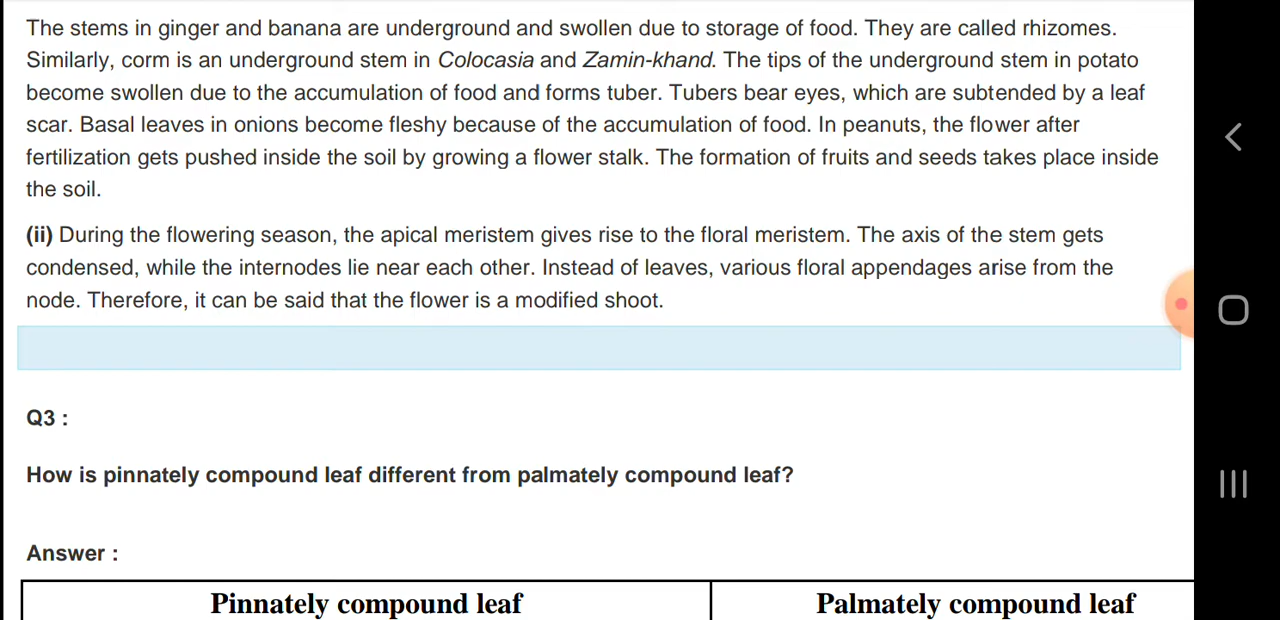 The stems in ginger and banana are underground and swollen due to storage of food. They are called rhizomes.
Similarly, corm is an underground stem in Colocasia and Zamin-khand. The tips of the underground stem in potato
become swollen due to the accumulation of food and forms tuber. Tubers bear eyes, which are subtended by a leaf
scar. Basal leaves in onions become fleshy because of the accumulation of food. In peanuts, the flower after
fertilization gets pushed inside the soil by growing a flower stalk. The formation of fruits and seeds takes place inside
the soil.
(ii) During the flowering season, the apical meristem gives rise to the floral meristem. The axis of the stem gets
condensed, while the internodes lie near each other. Instead of leaves, various floral appendages arise from the
node. Therefore, it can be said that the flower is a modified shoot.
Q3 :
How is pinnately compound leaf different from palmately compound leaf?
Answer :
Pinnately compound leaf
Palmately compound leaf